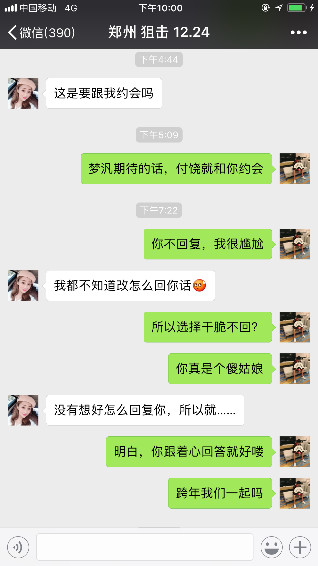 中国移动 4G 下午10:00
微信(390) 郑州 狙击 12.24
下午4:44
这是要跟我约会吗
下午5:09
梦汎期待的话，付饶就和你约会
下午7:22
你不回复，我很尴尬
我都不知道改怎么回你话
所以选择干脆不回?
你真是个傻姑娘
没有想好怎么回复你，所以就......
明白，你跟着心回答就好喽
跨年我们一起吗